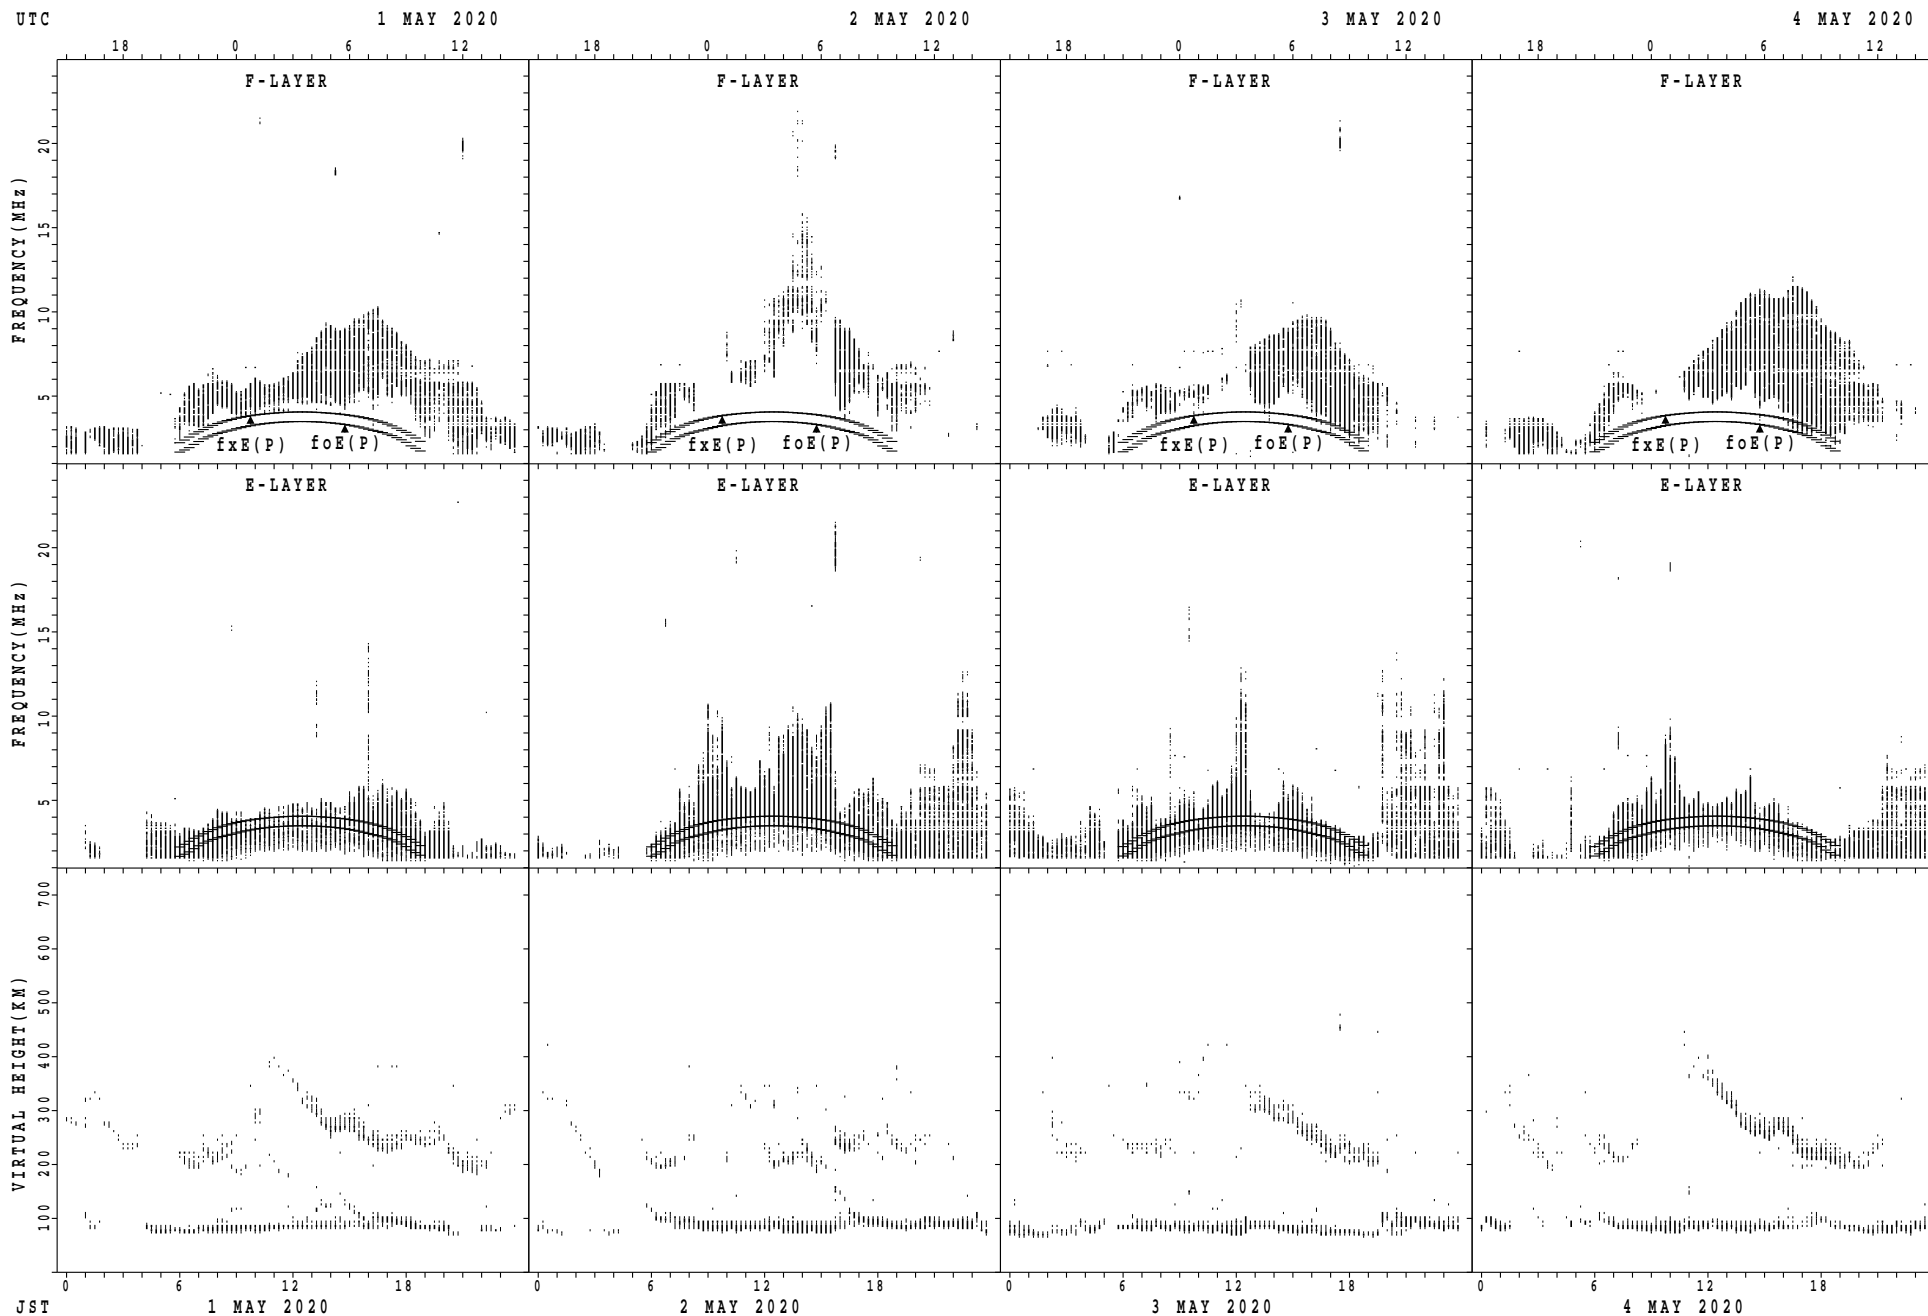 UTC 1 MAY 2020 2 MAY 2020 3 MAY 2020 4 MAY 2020
18 0 6 12 18 0 6 12 18 0 6 12 18 0 6 12
F-LAYER F-LAYER F-LAYER F-LAYER
FREQUENCY(MHz)
20
15
10
5
fxE(P) foE(P) fxE(P) foE(P) fxE(P) foE(P) fxE(P) foE(P)
E-LAYER E-LAYER E-LAYER E-LAYER
FREQUENCY(MHz)
20
15
10
5
VIRTUAL HEIGHT(KM)
700
600
500
400
300
200
100
0 6 12 18 0 6 12 18 0 6 12 18 0 6 12 18
JST 1 MAY 2020 2 MAY 2020 3 MAY 2020 4 MAY 2020